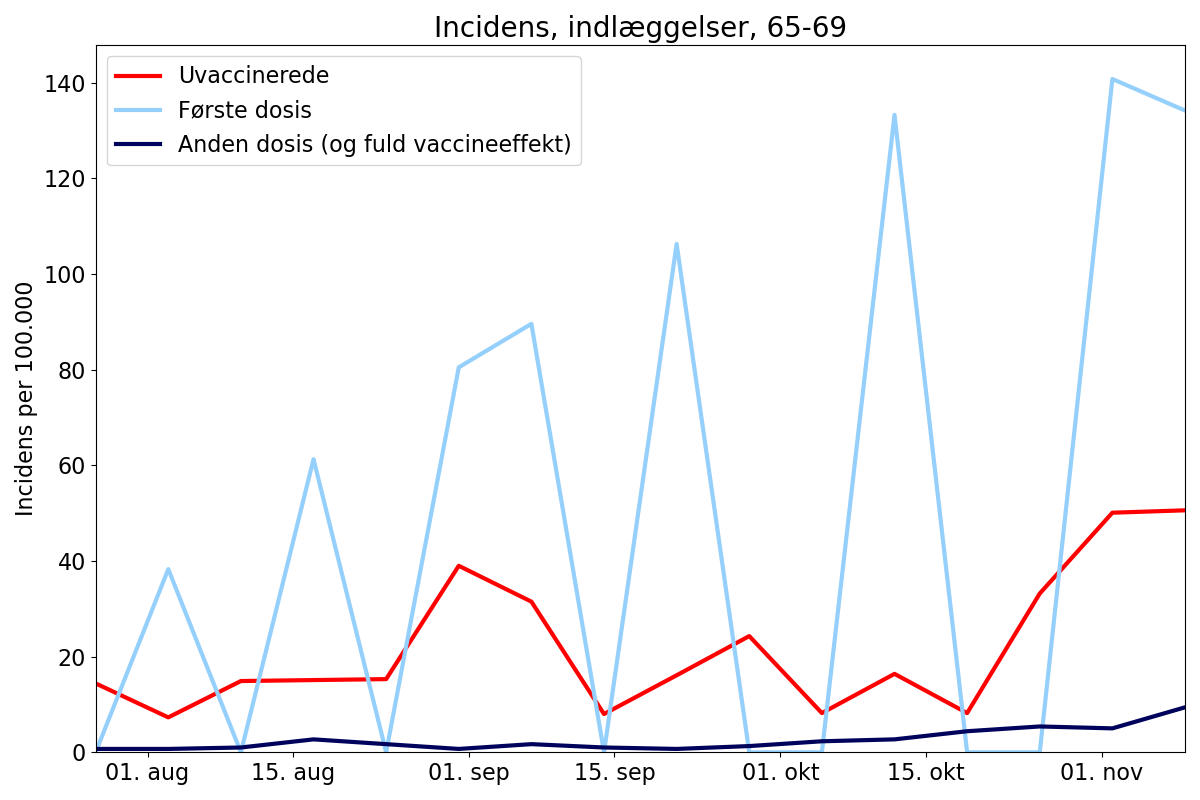 Incidens, indlæggelser, 65-69
Uvaccinerede
Første dosis
Anden dosis (og fuld vaccineeffekt)
Incidens per 100.000
140
120
100
80
60
40
20
0
01. aug
15. aug
01. sep
15. sep
01. okt
15. okt
01. nov